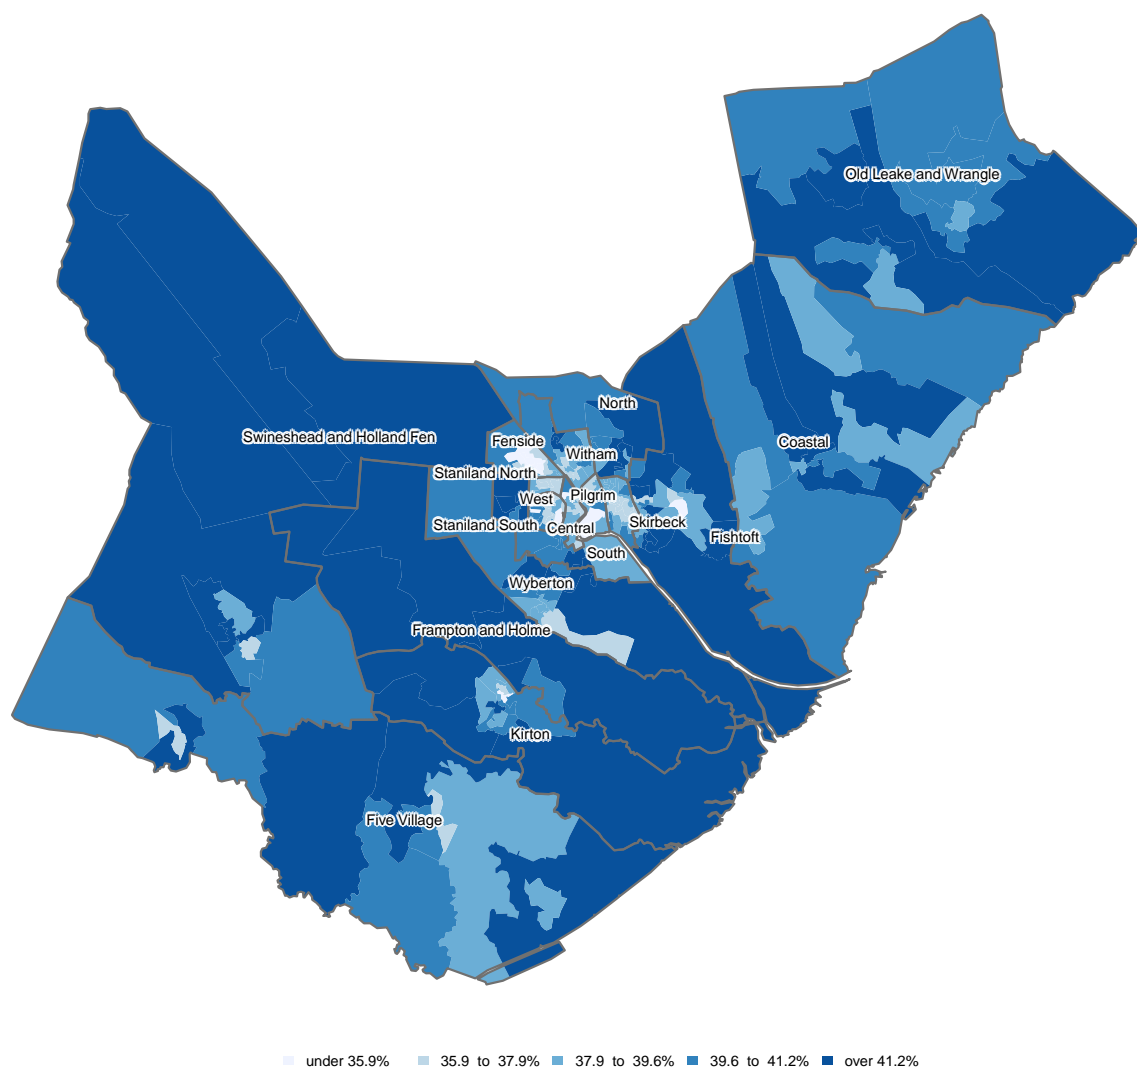 Old Leake and Wrangle
North
Swineshead and Holland Fen
Fenside
Coastal
Witham
Staniland North
West
Pilgrim
Staniland South
Central
Skirbeck
Fishtoft
South
Wyberton
Frampton and Holme
Kirton
Five Village
under 35.9%
35.9 to 37.9%
37.9 to 39.6%
39.6 to 41.2%
over 41.2%